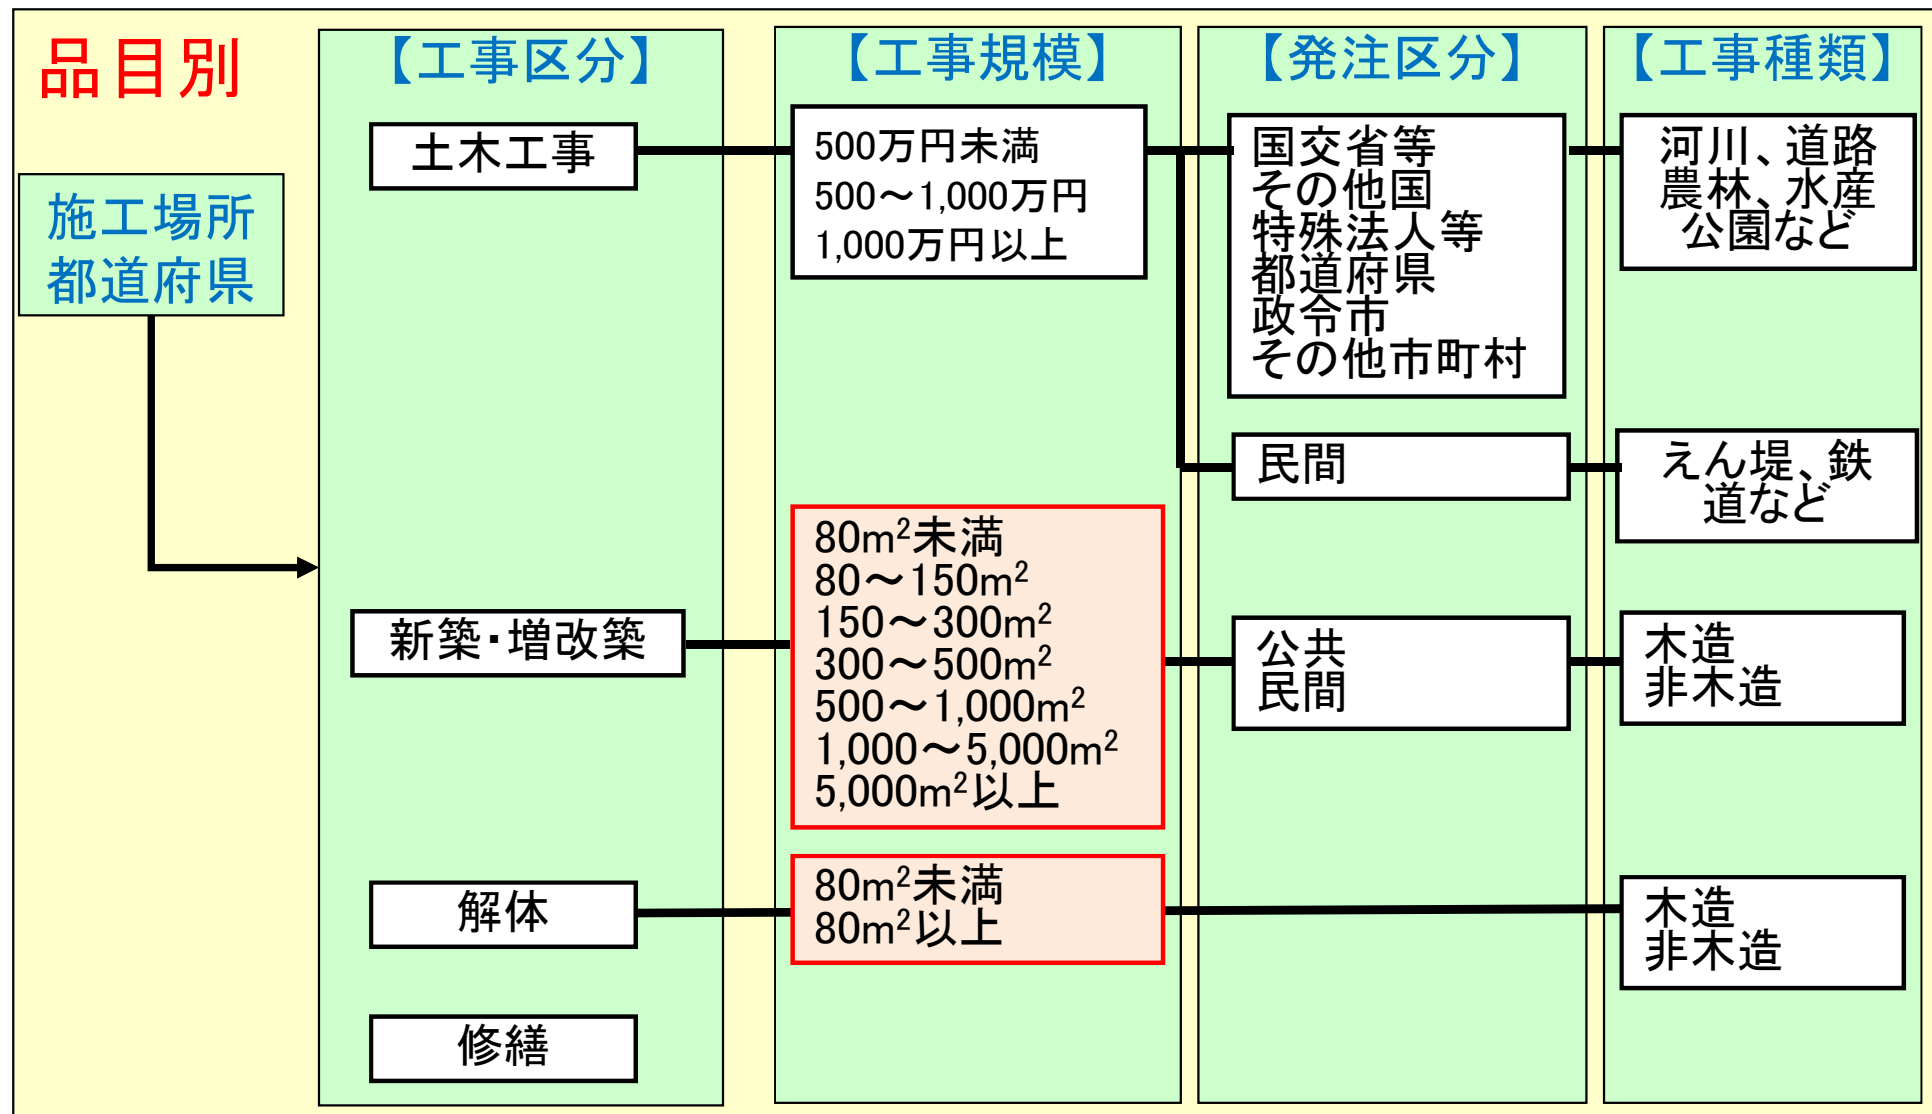 品目別
施工場所
都道府県
【工事区分】
土木工事
新築・増改築
解体
修繕
【工事規模】
500万円未満
500～1,000万円
1,000万円以上
80m²未満
80～150m²
150～300m²
300～500m²
500～1,000m²
1,000～5,000m²
5,000m²以上
80m²未満
80m²以上
【発注区分】
国交省等
その他国
特殊法人等
都道府県
政令市
その他市町村
民間
公共
民間
【工事種類】
河川、道路
農林、水産
公園など
えん堤、鉄
道など
木造
非木造
木造
非木造